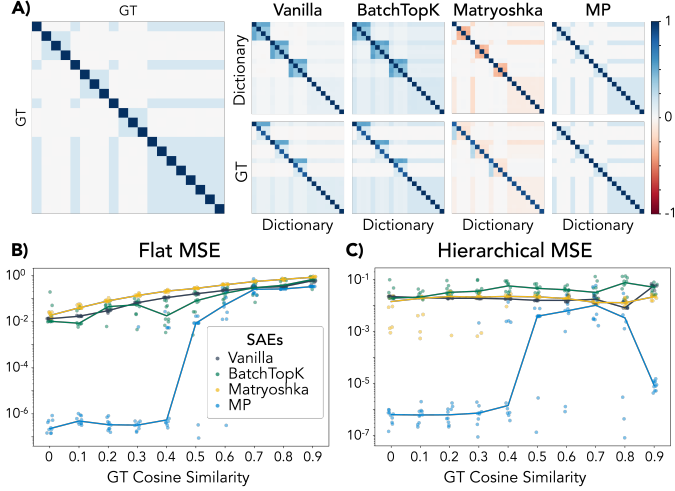 A)
GT
GT
Vanilla
BatchTopK
Matryoshka
MP
Dictionary
GT
Dictionary
Dictionary
Dictionary
Dictionary
1
0
-1
B)
Flat MSE
10⁰
10⁻²
10⁻⁴
10⁻⁶
SAEs
Vanilla
BatchTopK
Matryoshka
MP
0 0.1 0.2 0.3 0.4 0.5 0.6 0.7 0.8 0.9
GT Cosine Similarity
C)
Hierarchical MSE
10⁻¹
10⁻³
10⁻⁵
10⁻⁷
0 0.1 0.2 0.3 0.4 0.5 0.6 0.7 0.8 0.9
GT Cosine Similarity